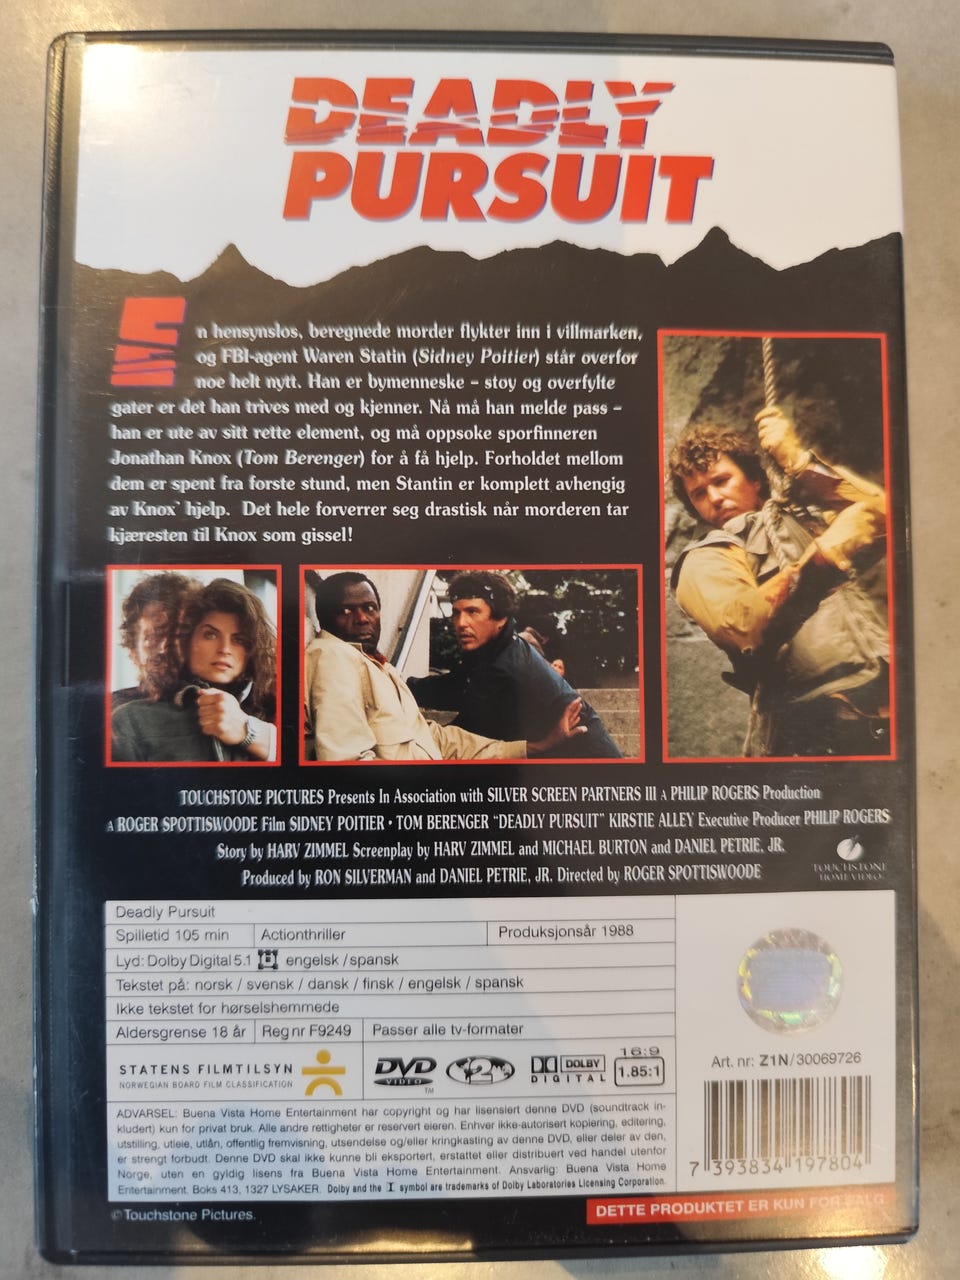 DEADLY
PURSUIT
En hensynsløs, beregnede morder flykter inn i villmarken,
og FBI-agent Waren Statin (Sidney Poitier) står overfor
noe helt nytt. Han er bymenneske – støy og overfylte
gater er det han trives med og kjenner. Nå må han melde pass –
han er ute av sitt rette element, og må oppsøke sporfinneren
Jonathan Knox (Tom Berenger) for å få hjelp. Forholdet mellom
dem er spent fra første stund, men Stantin er komplett avhengig
av Knox' hjelp. Det hele forverrer seg drastisk når morderen tar
kjæresten til Knox som gissel!
TOUCHSTONE PICTURES Presents In Association with SILVER SCREEN PARTNERS III A PHILIP ROGERS Production
A ROGER SPOTTISWOODE Film SIDNEY POITIER • TOM BERENGER "DEADLY PURSUIT" KIRSTIE ALLEY Executive Producer PHILIP ROGERS
Story by HARV ZIMMEL Screenplay by HARV ZIMMEL and MICHAEL BURTON and DANIEL PETRIE, JR.
Produced by RON SILVERMAN and DANIEL PETRIE, JR. Directed by ROGER SPOTTISWOODE
TOUCHSTONE
HOME VIDEO
Deadly Pursuit
Spilletid 105 min Actionthriller Produksjonsår 1988
Lyd: Dolby Digital 5.1 engelsk / spansk
Tekstet på: norsk / svensk / dansk / finsk / engelsk / spansk
Ikke tekstet for hørselshemmede
Aldersgrense 18 år Reg nr F9249 Passer alle tv-formater
STATENS FILMTILSYN
NORWEGIAN BOARD FILM CLASSIFICATION
DVD
VIDEO
TM
2
DOLBY
DIGITAL
16:9
1.85:1
Art. nr: Z1N/30069726
ADVARSEL: Buena Vista Home Entertainment har copyright og har lisensiert denne DVD (soundtrack in-
kludert) kun for privat bruk. Alle andre rettigheter er reservert eieren. Enhver ikke-autorisert kopiering, editering,
utstilling, utleie, utlån, offentlig fremvisning, utsendelse og/eller kringkasting av denne DVD, eller deler av den,
er strengt forbudt. Denne DVD skal ikke kunne bli eksportert, erstattet eller distribuert ved handel utenfor
Norge, uten en gyldig lisens fra Buena Vista Home Entertainment. Ansvarlig: Buena Vista Home
Entertainment. Boks 413, 1327 LYSAKER. Dolby and the symbol are trademarks of Dolby Laboratories Licensing Corporation.
7 393834 197804
© Touchstone Pictures.
DETTE PRODUKTET ER KUN FOR SALG